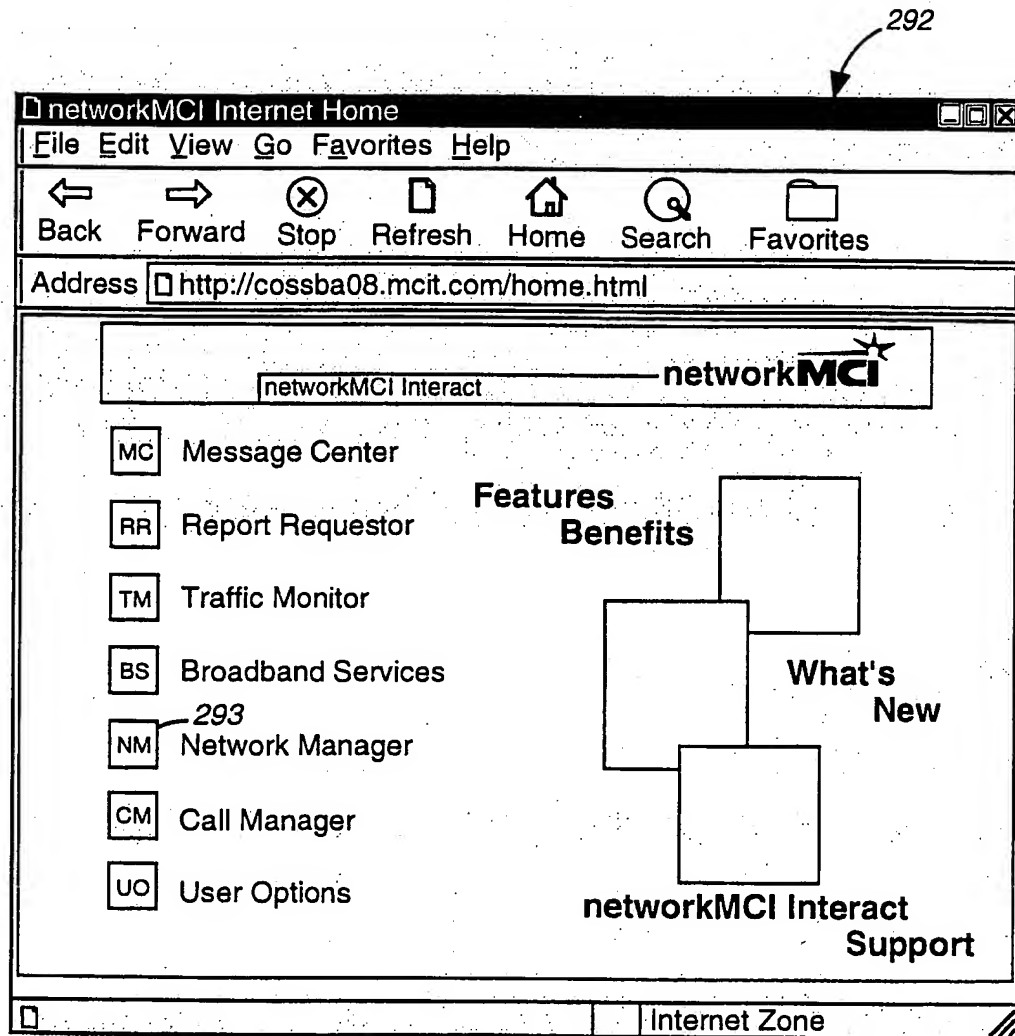 292
networkMCI Internet Home
File Edit View Go Favorites Help
Back Forward Stop Refresh Home Search Favorites
Address http://cossba08.mcit.com/home.html
networkMCI Interact
networkMCI
MC Message Center
RR Report Requestor
TM Traffic Monitor
BS Broadband Services
293
NM Network Manager
CM Call Manager
UO User Options
Features
Benefits
What's
New
networkMCI Interact
Support
Internet Zone